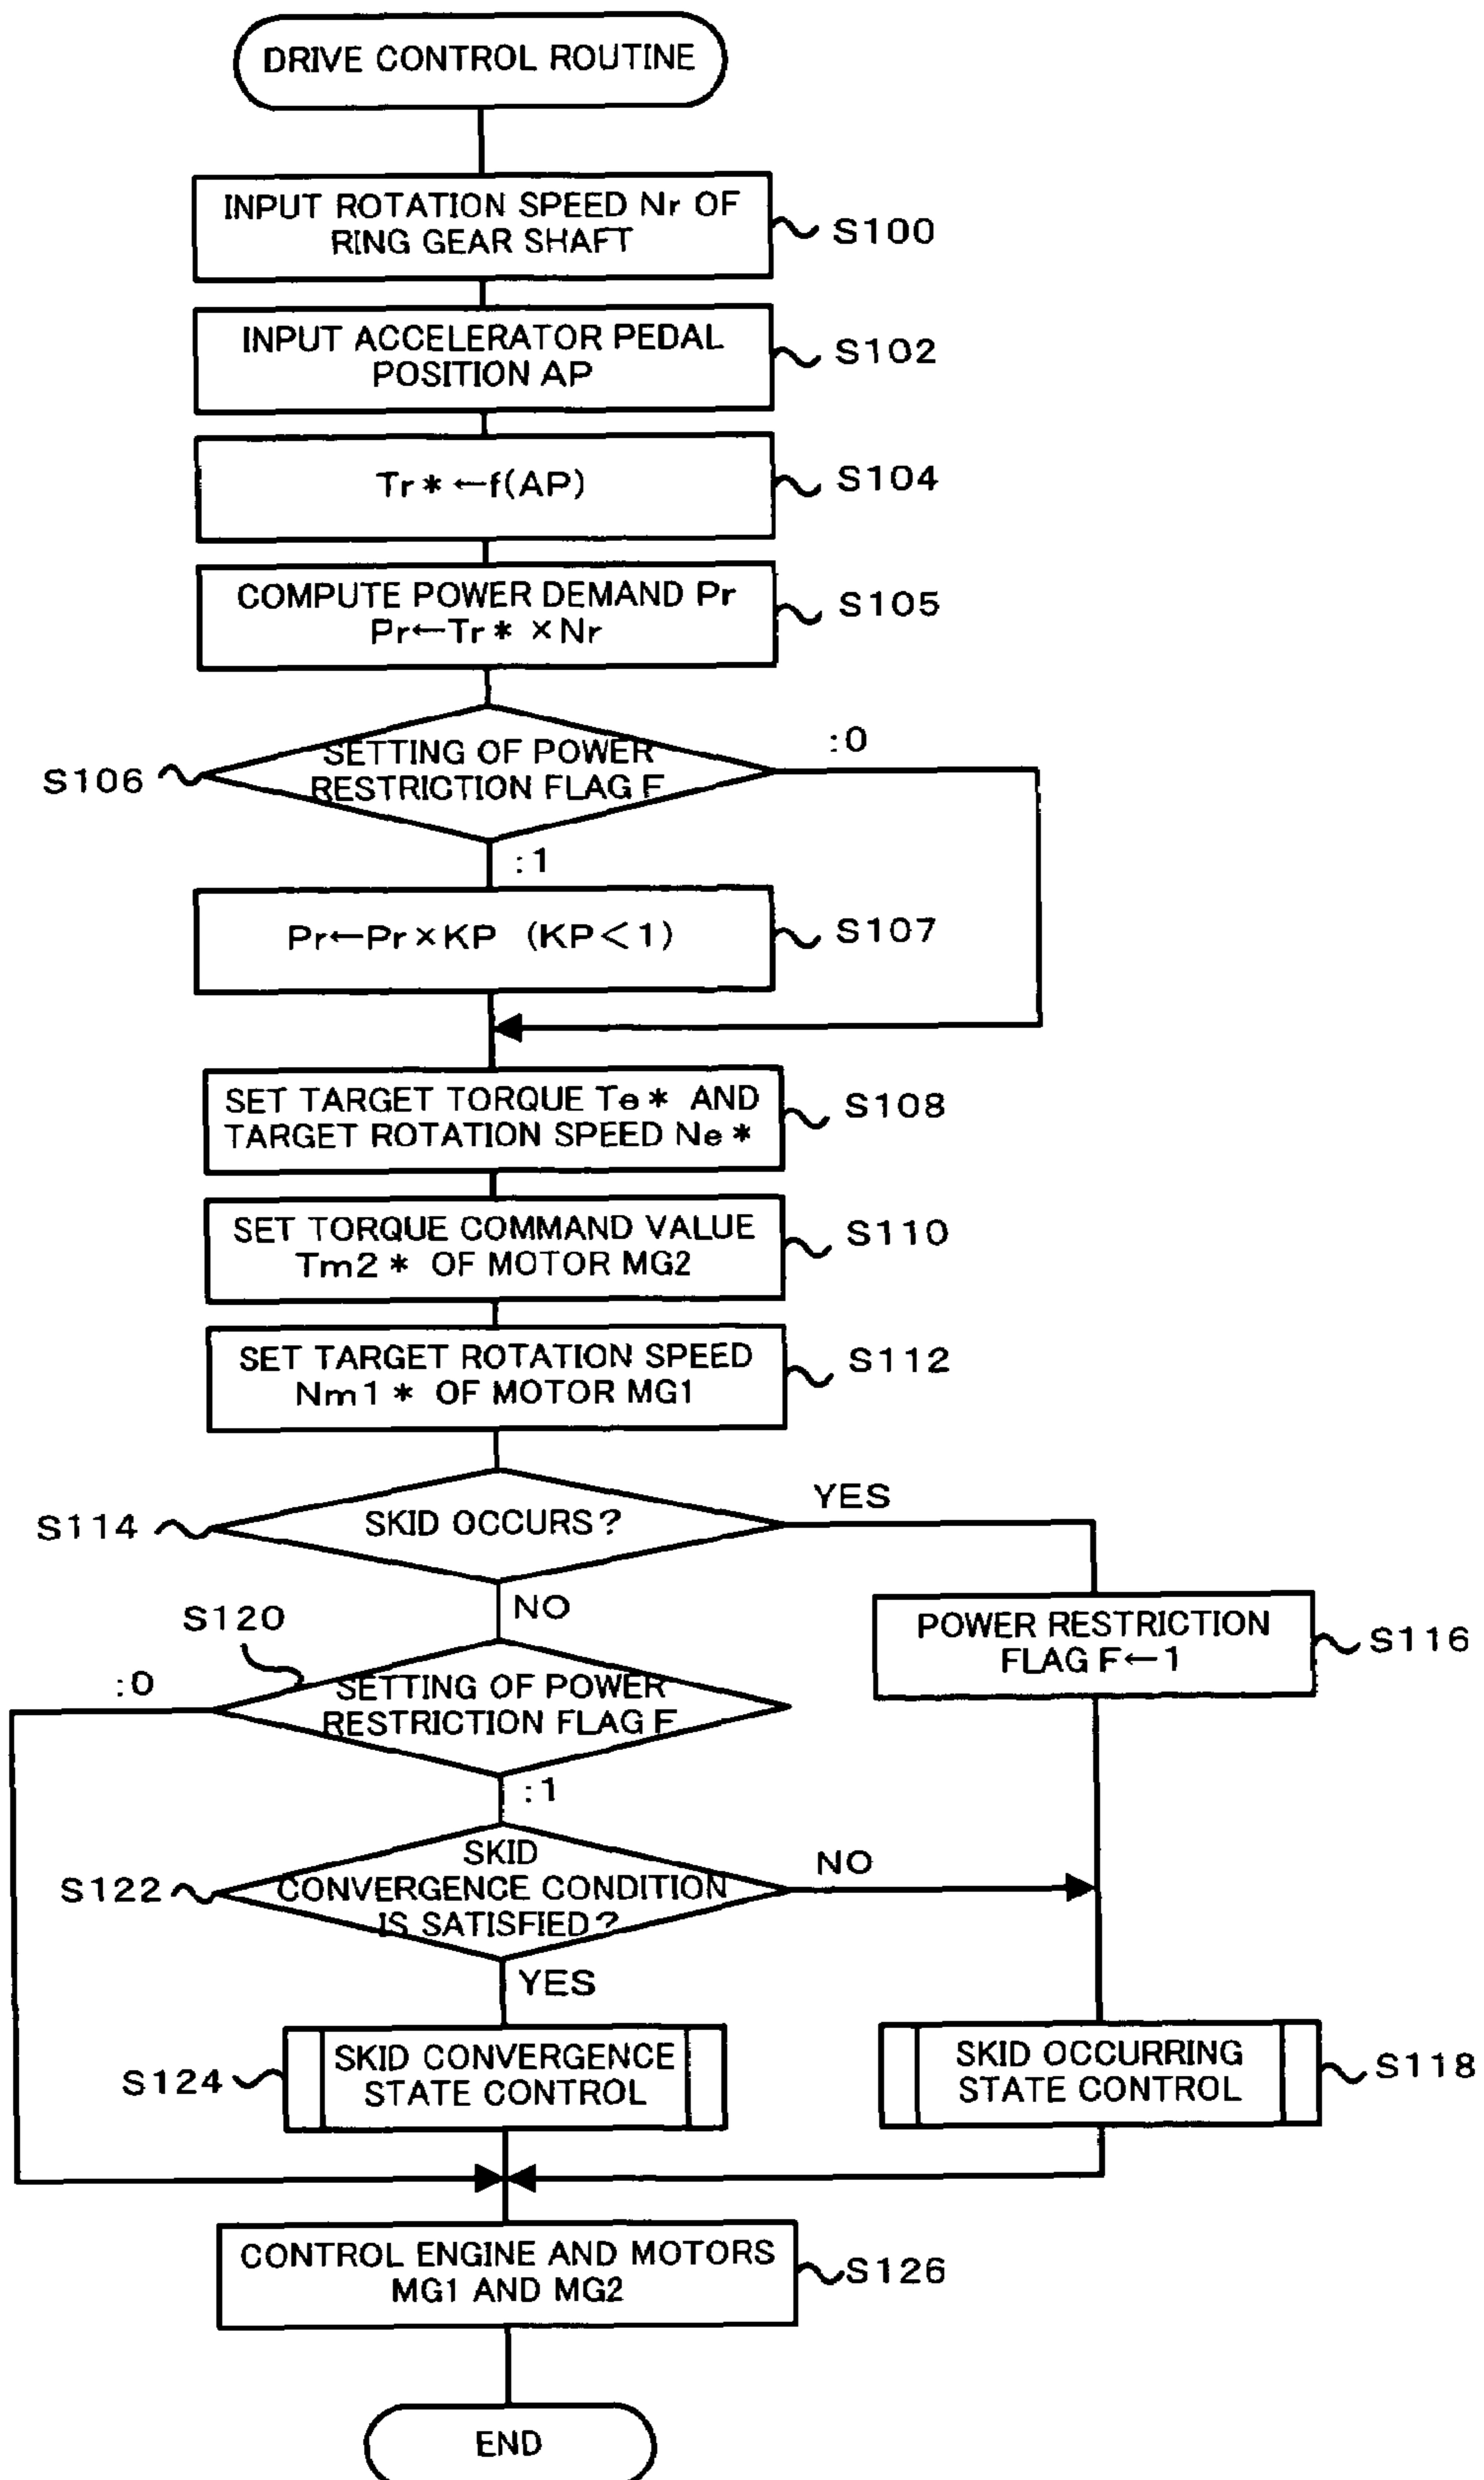 DRIVE CONTROL ROUTINE
INPUT ROTATION SPEED Nr OF
RING GEAR SHAFT
S100
INPUT ACCELERATOR PEDAL
POSITION AP
S102
Tr*←f(AP)
S104
COMPUTE POWER DEMAND Pr
Pr←Tr* ×Nr
S105
SETTING OF POWER
RESTRICTION FLAG F
S106
:0
:1
Pr←Pr×KP (KP<1)
S107
SET TARGET TORQUE Te* AND
TARGET ROTATION SPEED Ne*
S108
SET TORQUE COMMAND VALUE
Tm2* OF MOTOR MG2
S110
SET TARGET ROTATION SPEED
Nm1* OF MOTOR MG1
S112
S114
SKID OCCURS?
YES
NO
POWER RESTRICTION
FLAG F←1
S116
S120
:0
SETTING OF POWER
RESTRICTION FLAG F
:1
S122
SKID
CONVERGENCE CONDITION
IS SATISFIED?
NO
YES
S124
SKID CONVERGENCE
STATE CONTROL
SKID OCCURRING
STATE CONTROL
S118
CONTROL ENGINE AND MOTORS
MG1 AND MG2
S126
END